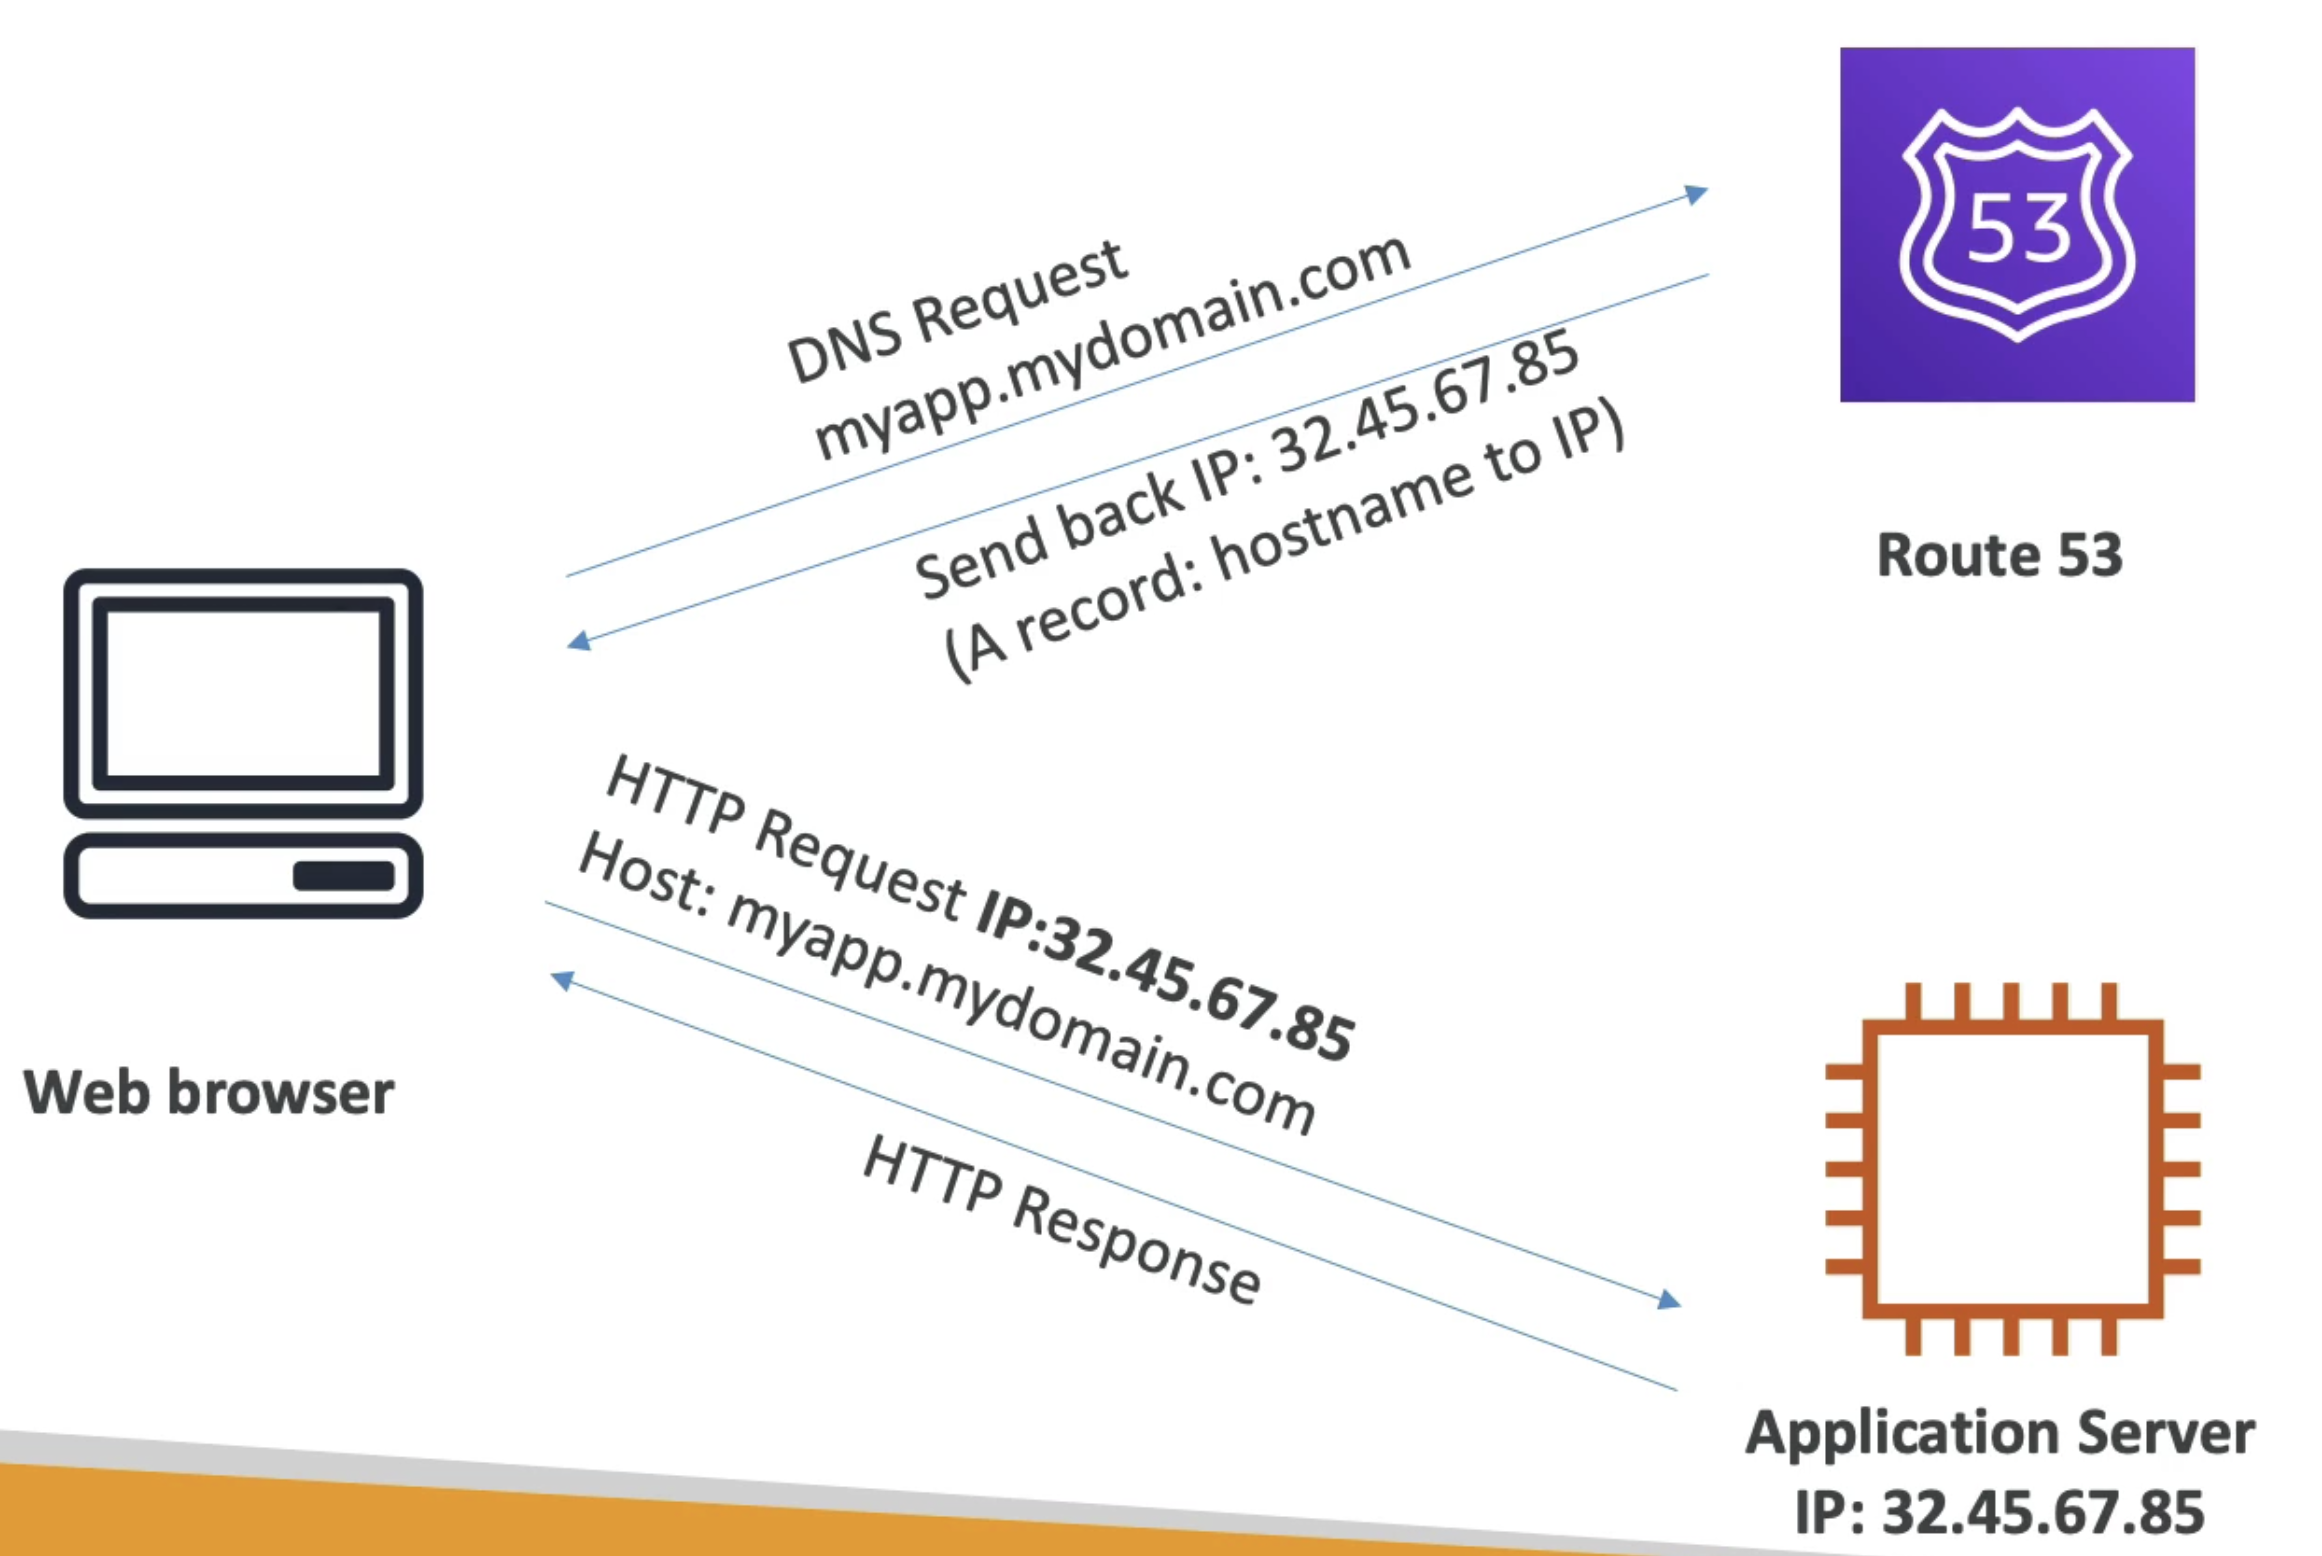 53
DNS Request
myapp.mydomain.com
Send back IP: 32.45.67.85
(A record: hostname to IP)
Route 53
HTTP Request IP:32.45.67.85
Host: myapp.mydomain.com
Web browser
HTTP Response
Application Server
IP: 32.45.67.85